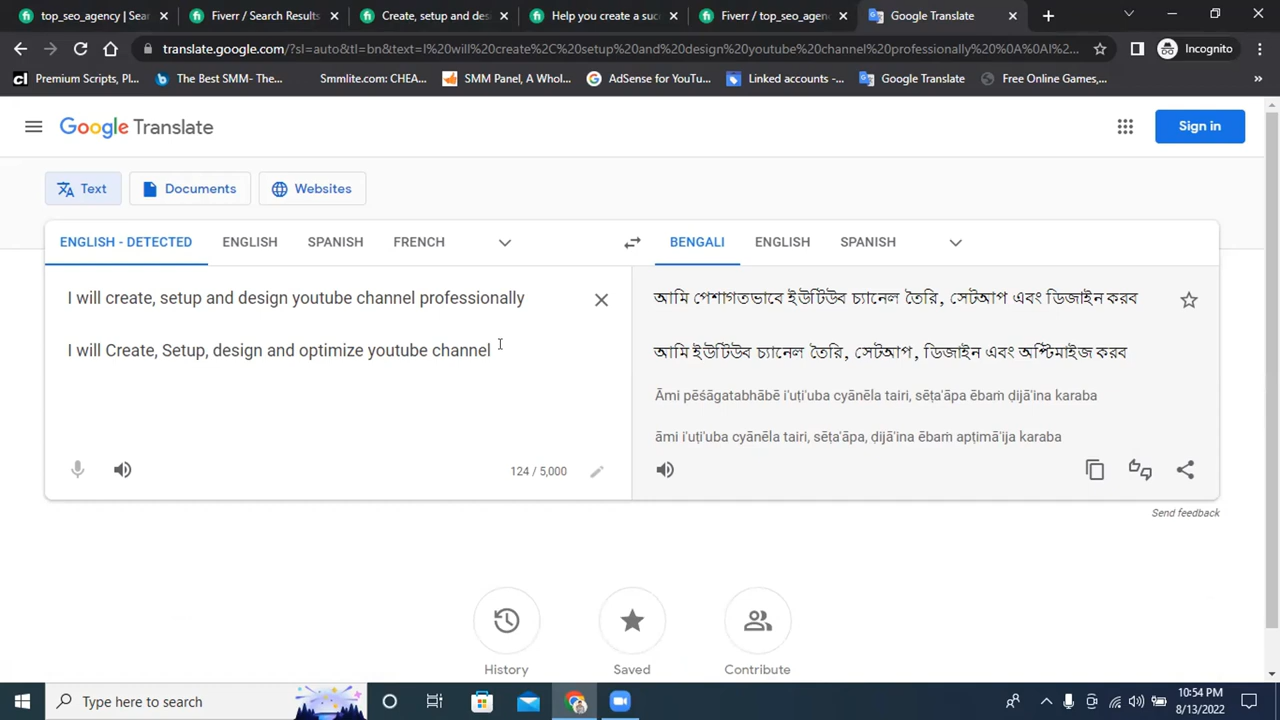 top_seo_agency | Sear
Fiverr / Search Results
Create, setup and des
Help you create a suc
Fiverr / top_seo_agen
Google Translate
translate.google.com/?sl=auto&tl=bn&text=I%20will%20create%2C%20setup%20and%20design%20youtube%20channel%20professionally%20%0A%0AI%2...
Incognito
Premium Scripts, Pl...
The Best SMM- The...
Smmlite.com: CHEA...
SMM Panel, A Whol...
AdSense for YouTu...
Linked accounts -...
Google Translate
Free Online Games,...
»
Google Translate
Sign in
Text
Documents
Websites
ENGLISH - DETECTED
ENGLISH
SPANISH
FRENCH
BENGALI
ENGLISH
SPANISH
I will create, setup and design youtube channel professionally
I will Create, Setup, design and optimize youtube channel
124 / 5,000
আমি পেশাগতভাবে ইউটিউব চ্যানেল তৈরি, সেটআপ এবং ডিজাইন করব
আমি ইউটিউব চ্যানেল তৈরি, সেটআপ, ডিজাইন এবং অপ্টিমাইজ করব
Āmi pēśāgatabhābē i'uṭi'uba cyānēla tairi, sēṭa'āpa ēbaṁ ḍijā'ina karaba
āmi i'uṭi'uba cyānēla tairi, sēṭa'āpa, ḍijā'ina ēbaṁ apṭimā'ija karaba
Send feedback
History
Saved
Contribute
Type here to search
10:54 PM
8/13/2022